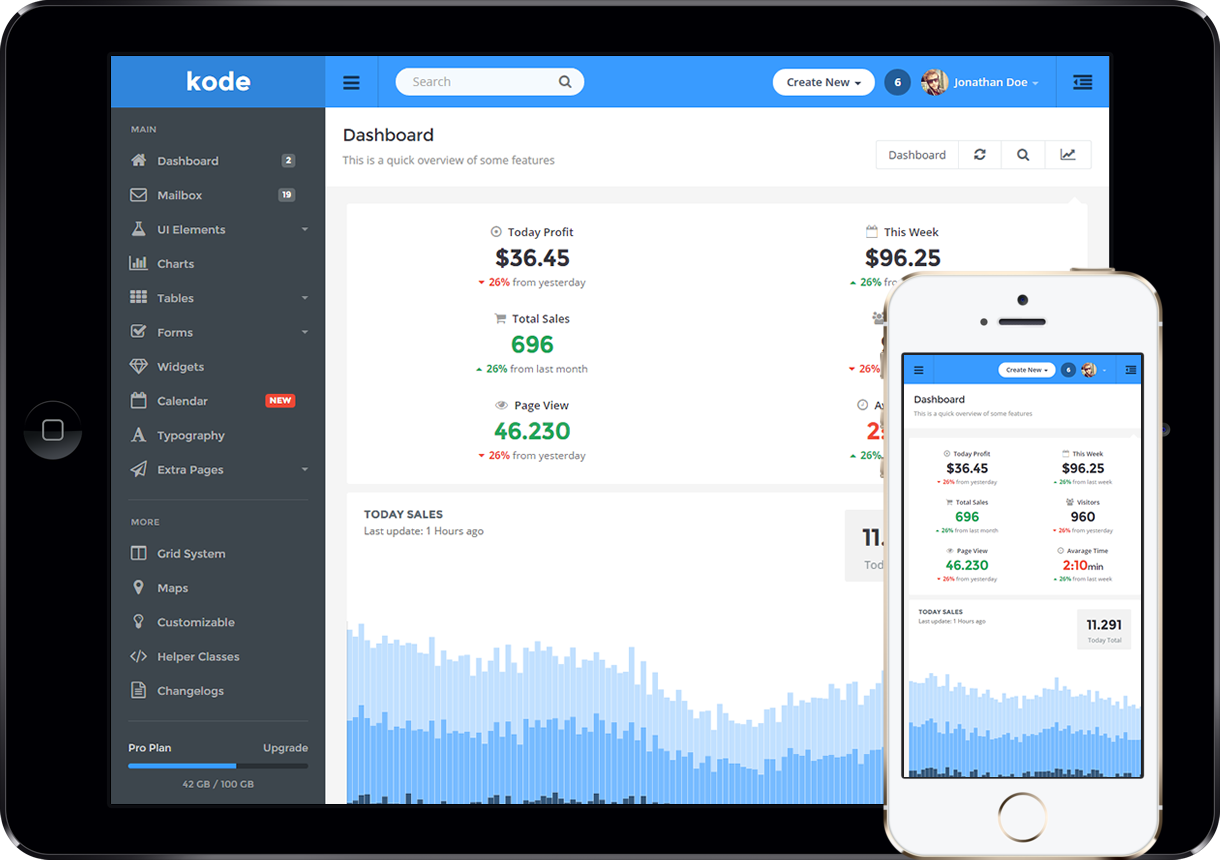 kode
Search
Create New
6
Jonathan Doe
MAIN
Dashboard 2
Mailbox 19
UI Elements
Charts
Tables
Forms
Widgets
Calendar NEW
Typography
Extra Pages
MORE
Grid System
Maps
Customizable
Helper Classes
Changelogs
Pro Plan Upgrade
42 GB / 100 GB
Dashboard
This is a quick overview of some features
Dashboard
Today Profit
$36.45
26% from yesterday
This Week
$96.25
26% fro
Total Sales
696
26% from last month
26%
Page View
46.230
26% from yesterday
A
2:
26%
TODAY SALES
Last update: 1 Hours ago
11.
Tod
Create New
6
Dashboard
This is a quick overview of some features
Today Profit
$36.45
26% from yesterday
This Week
$96.25
26% from last week
Total Sales
696
26% from last month
Visitors
960
26% from yesterday
Page View
46.230
26% from yesterday
Avarage Time
2:10min
26% from last week
TODAY SALES
Last update: 1 Hours ago
11.291
Today Total